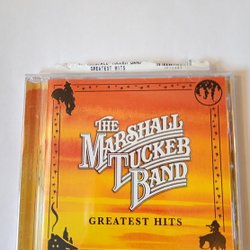 GREATEST HITS
THE
MARSHALL
TUCKER
BAND
GREATEST HITS